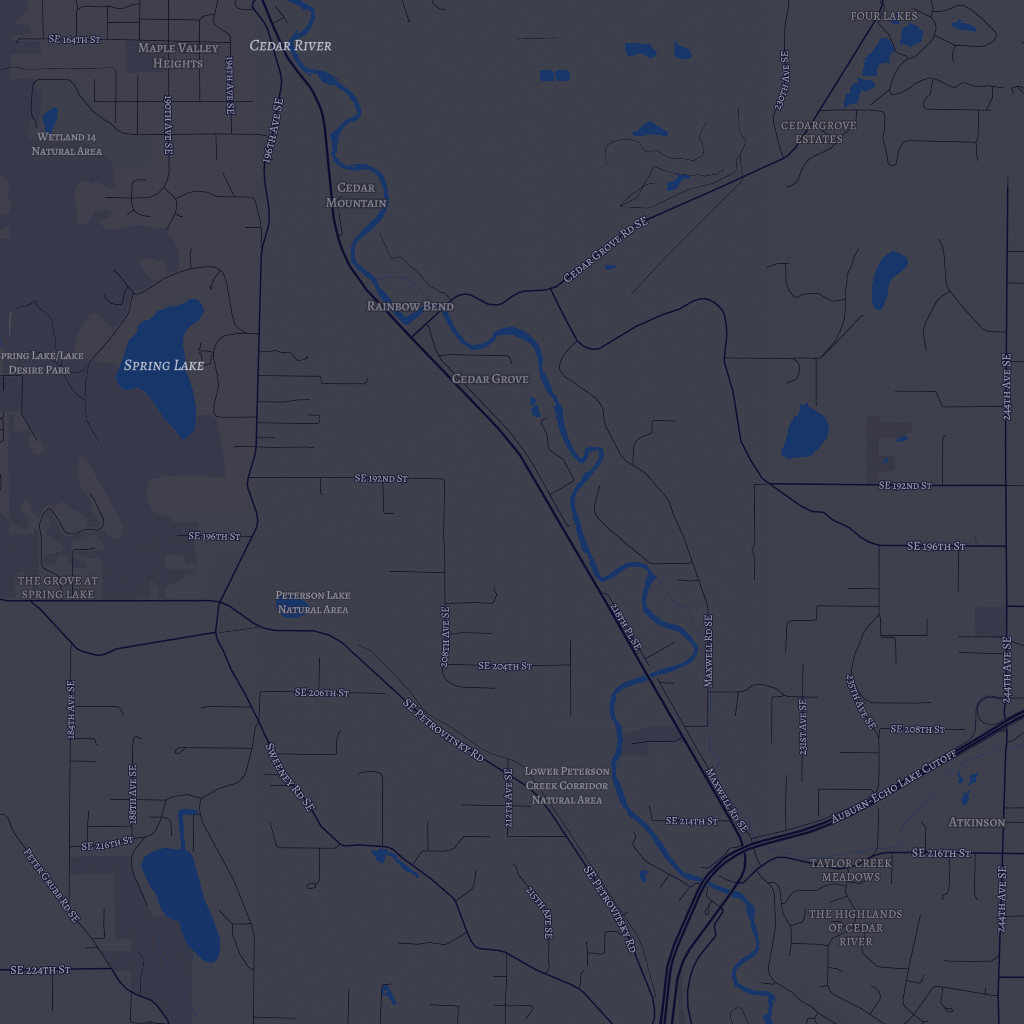 FOUR LAKES
SE 164TH ST
CEDAR RIVER
MAPLE VALLEY
HEIGHTS
194TH AVE SE
230TH AVE SE
190TH AVE SE
196TH AVE SE
CEDARGROVE
ESTATES
WETLAND 14
NATURAL AREA
CEDAR
MOUNTAIN
CEDAR GROVE RD SE
RAINBOW BEND
PRING LAKE/LAKE
DESIRE PARK
SPRING LAKE
CEDAR GROVE
244TH AVE SE
SE 192ND ST
SE 192ND ST
SE 196TH ST
SE 196TH ST
THE GROVE AT
SPRING LAKE
PETERSON LAKE
NATURAL AREA
218TH PL SE
208TH AVE SE
MAXWELL RD SE
SE 204TH ST
244TH AVE SE
SE 206TH ST
184TH AVE SE
SE PETROVITSKY RD
235TH AVE SE
231ST AVE SE
SE 208TH ST
SWEENEY RD SE
LOWER PETERSON
CREEK CORRIDOR
NATURAL AREA
188TH AVE SE
212TH AVE SE
MAXWELL RD SE
AUBURN-ECHO LAKE CUTOFF
SE 214TH ST
ATKINSON
SE 216TH ST
SE 216TH ST
TAYLOR CREEK
MEADOWS
PETER GRUBB RD SE
215TH AVE SE
SE PETROVITSKY RD
244TH AVE SE
THE HIGHLANDS
OF CEDAR
RIVER
SE 224TH ST